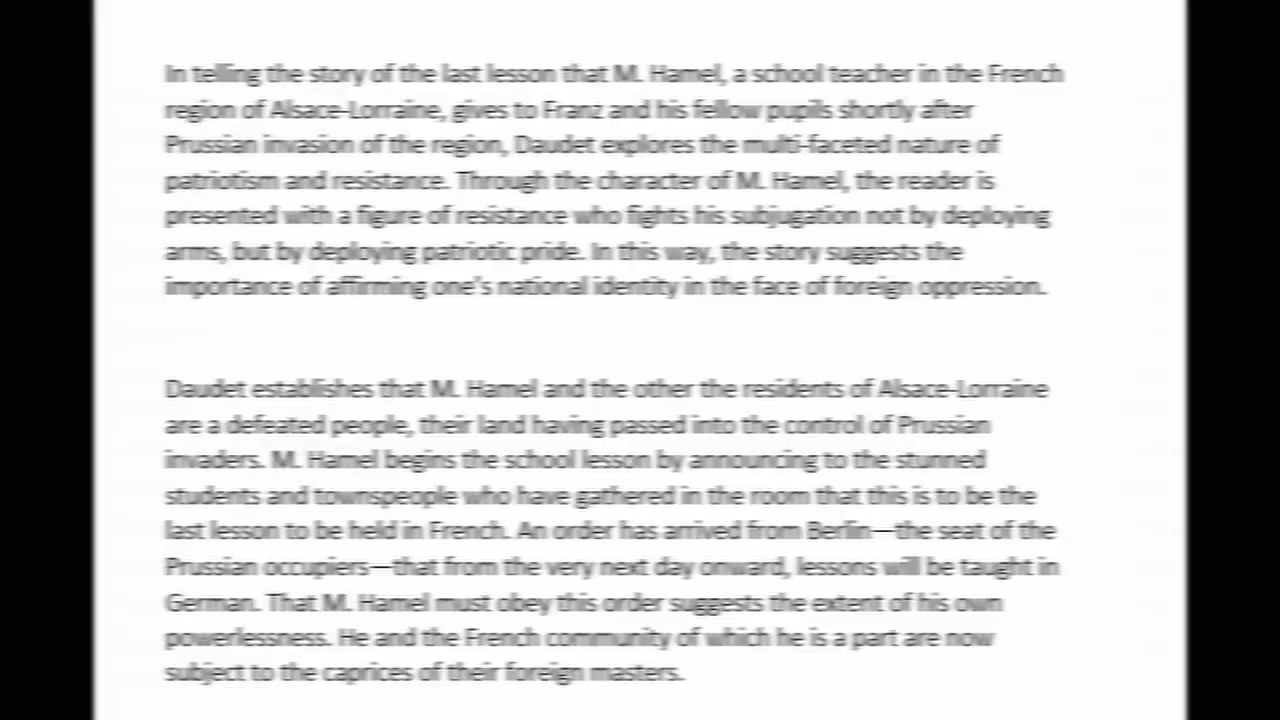 In telling the story of the last lesson that M. Hamel, a school teacher in the French
region of Alsace-Lorraine, gives to Franz and his fellow pupils shortly after
Prussian invasion of the region, Daudet explores the multi-faceted nature of
patriotism and resistance. Through the character of M. Hamel, the reader is
presented with a figure of resistance who fights his subjugation not by deploying
arms, but by deploying patriotic pride. In this way, the story suggests the
importance of affirming one's national identity in the face of foreign oppression.
Daudet establishes that M. Hamel and the other the residents of Alsace-Lorraine
are a defeated people, their land having passed into the control of Prussian
invaders. M. Hamel begins the school lesson by announcing to the stunned
students and townspeople who have gathered in the room that this is to be the
last lesson to be held in French. An order has arrived from Berlin—the seat of the
Prussian occupiers—that from the very next day onward, lessons will be taught in
German. That M. Hamel must obey this order suggests the extent of his own
powerlessness. He and the French community of which he is a part are now
subject to the caprices of their foreign masters.